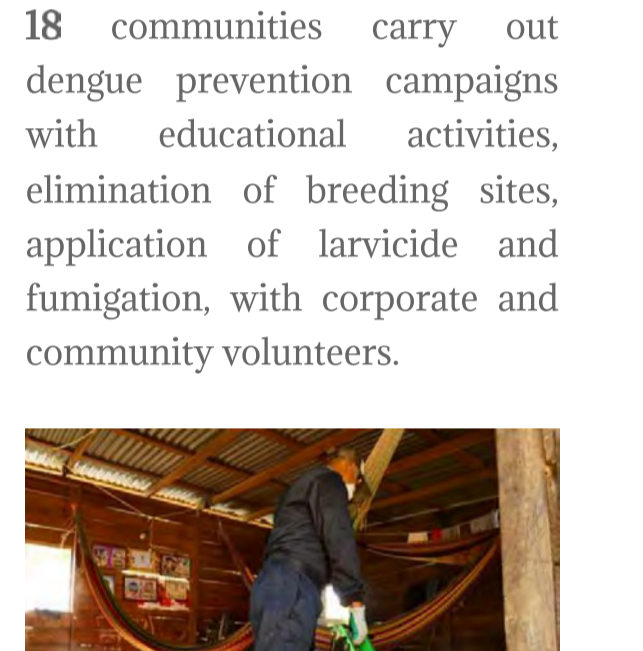 18 communities carry out
dengue prevention campaigns
with educational activities,
elimination of breeding sites,
application of larvicide and
fumigation, with corporate and
community volunteers.